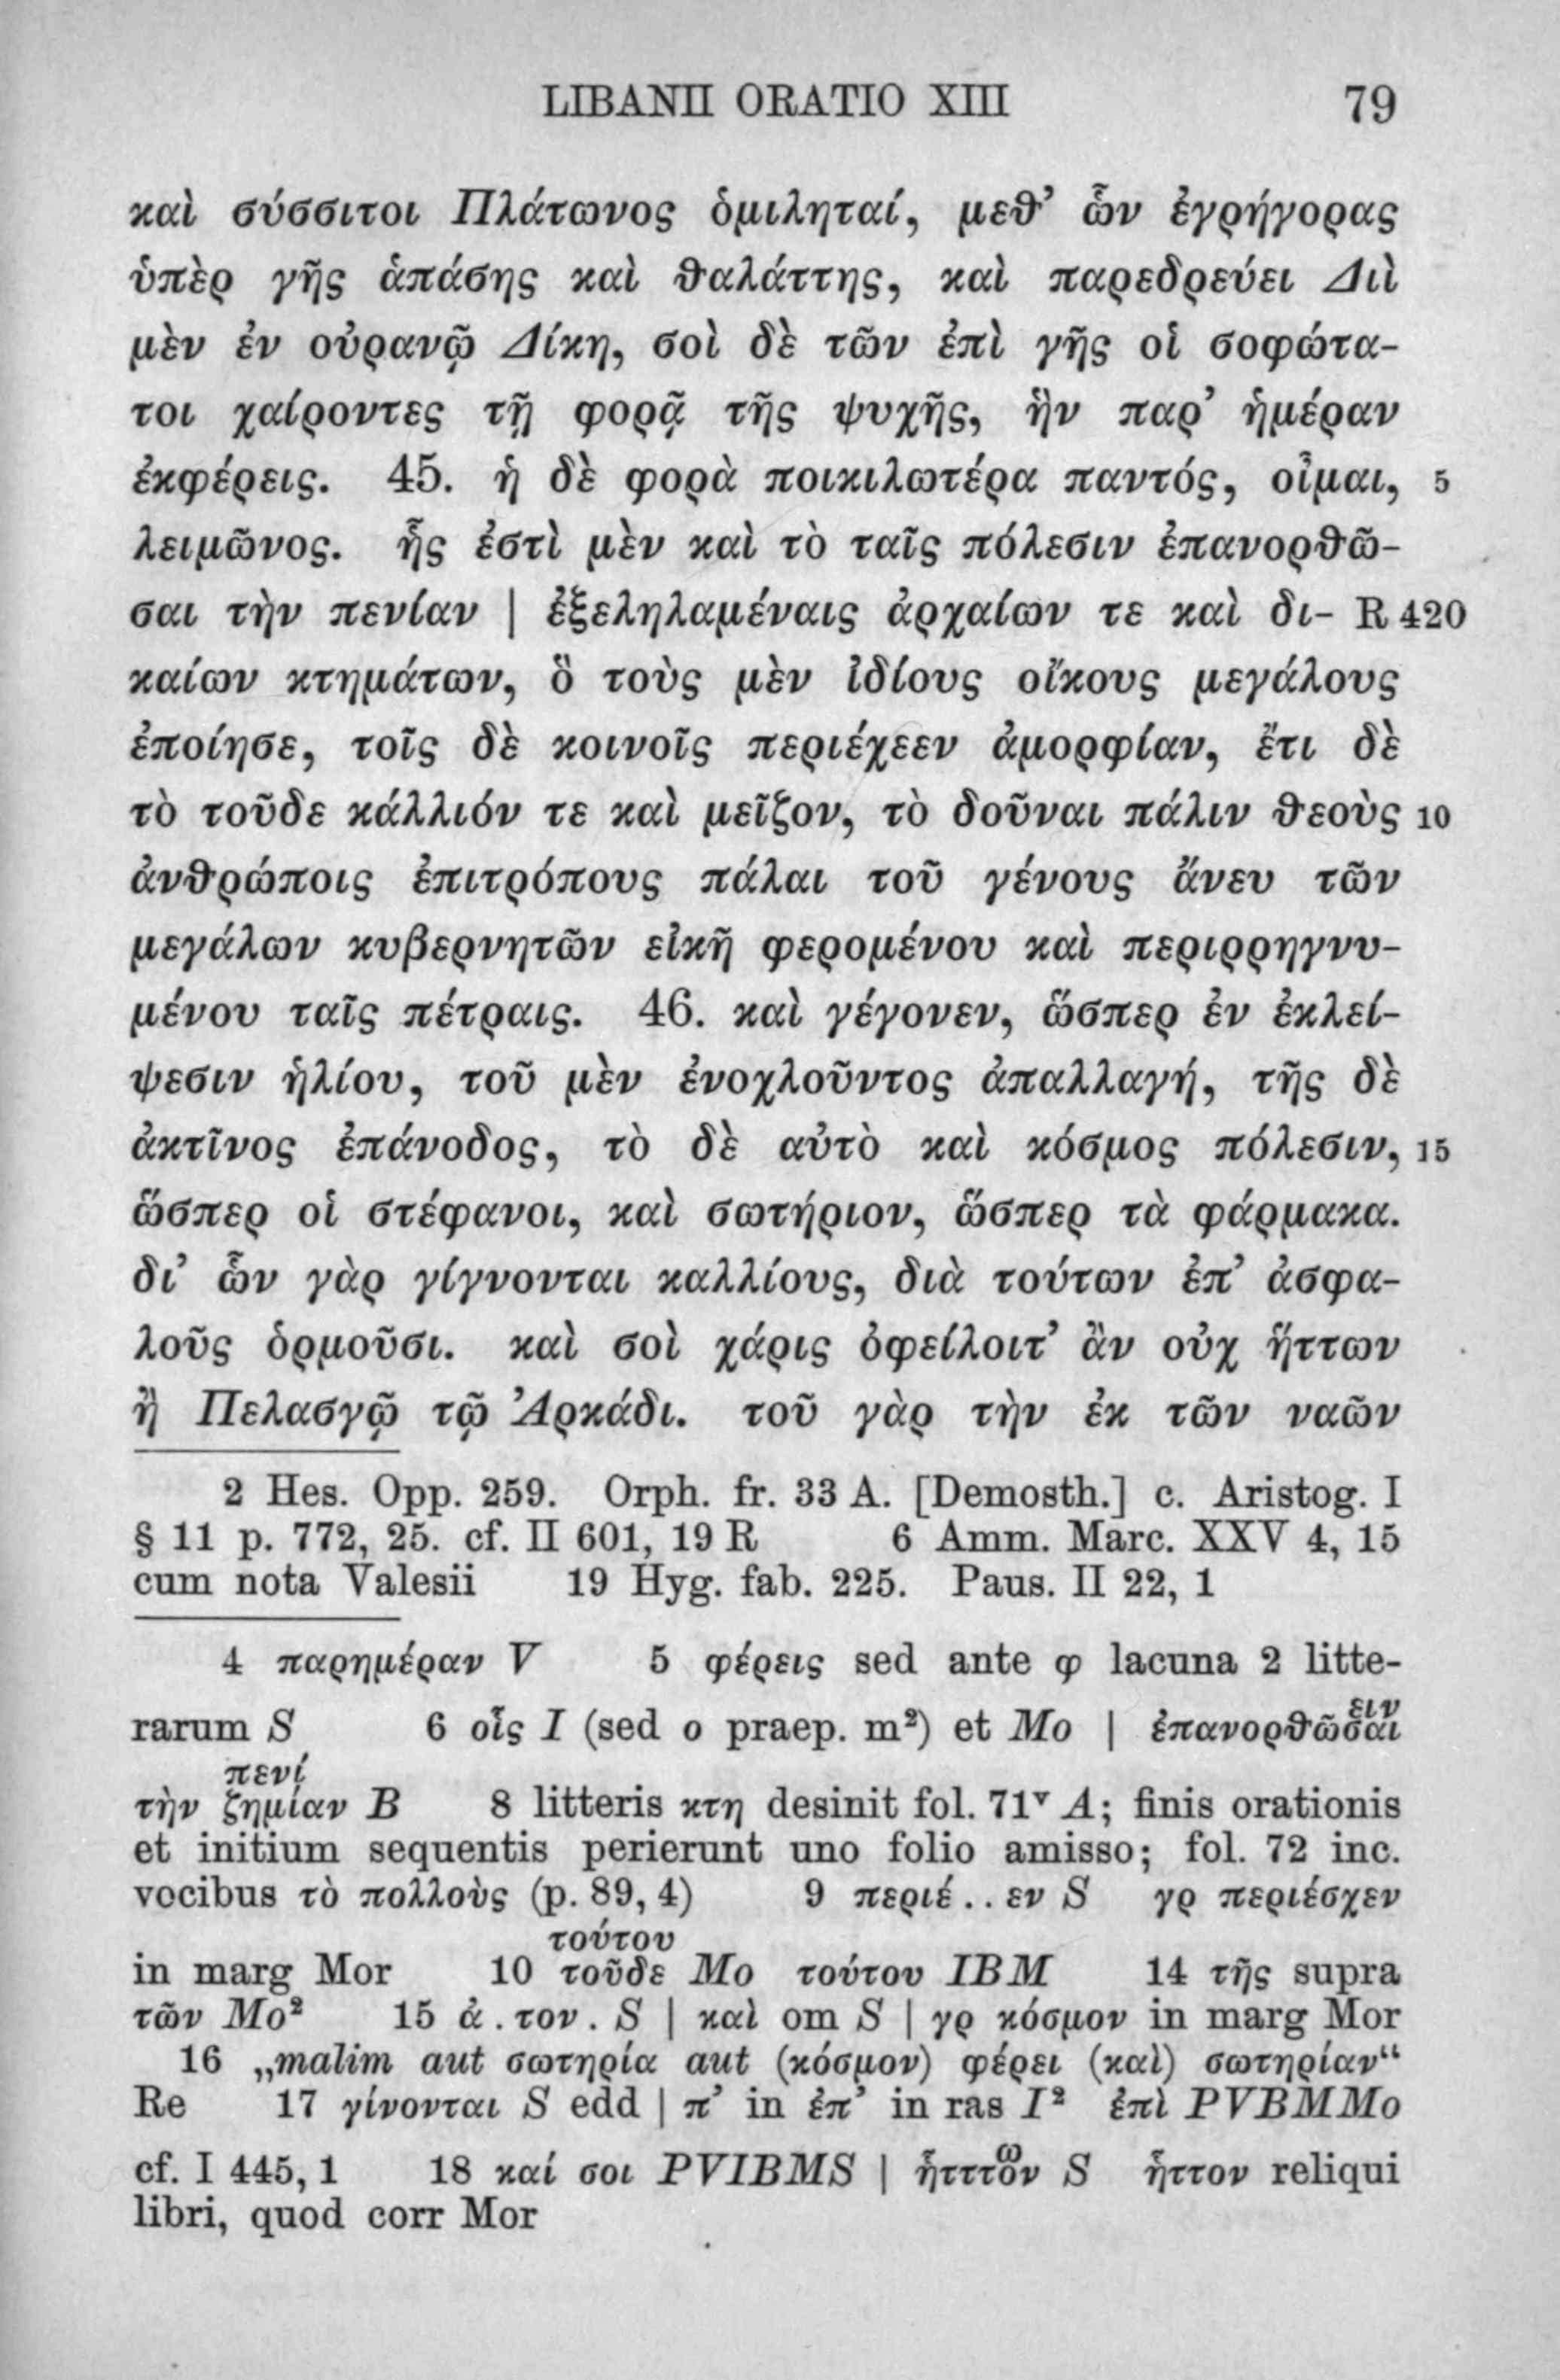 LIBANII ORATIO XIII 79
καὶ σύσσιτοι Πλάτωνος ὁμιληταί, μεθ’ ὧν ἐγρήγορας
ὑπὲρ γῆς ἁπάσης καὶ θαλάττης, καὶ παρεδρεύει Διὶ
μὲν ἐν οὐρανῷ Δίκη, σοὶ δὲ τῶν ἐπὶ γῆς οἱ σοφώτα-
τοι χαίροντες τῇ φορᾷ τῆς ψυχῆς, ἣν παρ’ ἡμέραν
ἐκφέρεις. 45. ἡ δὲ φορὰ ποικιλωτέρα παντός, οἶμαι, 5
λειμῶνος. ἧς ἐστὶ μὲν καὶ τὸ ταῖς πόλεσιν ἐπανορθῶ-
σαι τὴν πενίαν | ἐξεληλαμέναις ἀρχαίων τε καὶ δι- R 420
καίων κτημάτων, ὃ τοὺς μὲν ἰδίους οἴκους μεγάλους
ἐποίησε, τοῖς δὲ κοινοῖς περιέχεεν ἀμορφίαν, ἔτι δὲ
τὸ τοῦδε κάλλιόν τε καὶ μεῖζον, τὸ δοῦναι πάλιν θεοὺς 10
ἀνθρώποις ἐπιτρόπους πάλαι τοῦ γένους ἄνευ τῶν
μεγάλων κυβερνητῶν εἰκῆ φερομένου καὶ περιρρηγνυ-
μένου ταῖς πέτραις. 46. καὶ γέγονεν, ὥσπερ ἐν ἐκλεί-
ψεσιν ἡλίου, τοῦ μὲν ἐνοχλοῦντος ἀπαλλαγή, τῆς δὲ
ἀκτῖνος ἐπάνοδος, τὸ δὲ αὐτὸ καὶ κόσμος πόλεσιν, 15
ὥσπερ οἱ στέφανοι, καὶ σωτήριον, ὥσπερ τὰ φάρμακα.
δι’ ὧν γὰρ γίγνονται καλλίους, διὰ τούτων ἐπ’ ἀσφα-
λοῦς ὁρμοῦσι. καὶ σοὶ χάρις ὀφείλοιτ’ ἂν οὐχ ἥττων
ἢ Πελασγῷ τῷ Ἀρκάδι. τοῦ γὰρ τὴν ἐκ τῶν ναῶν
2 Hes. Opp. 259. Orph. fr. 33 A. [Demosth.] c. Aristog. I
§ 11 p. 772, 25. cf. II 601, 19 R 6 Amm. Marc. XXV 4, 15
cum nota Valesii 19 Hyg. fab. 225. Paus. II 22, 1
4 παρημέραν V 5 φέρεις sed ante φ lacuna 2 litte-
rarum S 6 οἷς I (sed ο praep. m²) et Mo | ἐπανορθῶσαι
ειν
πενί
τὴν ζημίαν B 8 litteris κτη desinit fol. 71ᵛ A; finis orationis
et initium sequentis perierunt uno folio amisso; fol. 72 inc.
vocibus τὸ πολλοὺς (p. 89, 4) 9 περιέ..εν S γρ περιέσχεν
τούτου
in marg Mor 10 τοῦδε Mo τούτου IBM 14 τῆς supra
τῶν Mo² 15 ἀ.τον. S | καὶ om S | γρ κόσμον in marg Mor
16 „malim aut σωτηρία aut (κόσμον) φέρει (καὶ) σωτηρίαν“
Re 17 γίνονται S edd | π’ in ἐπ’ in ras I² ἐπὶ PVBMMo
cf. I 445, 1 18 καί σοι PVIBMS | ἧτττον S ἧττον reliqui
ω
libri, quod corr Mor